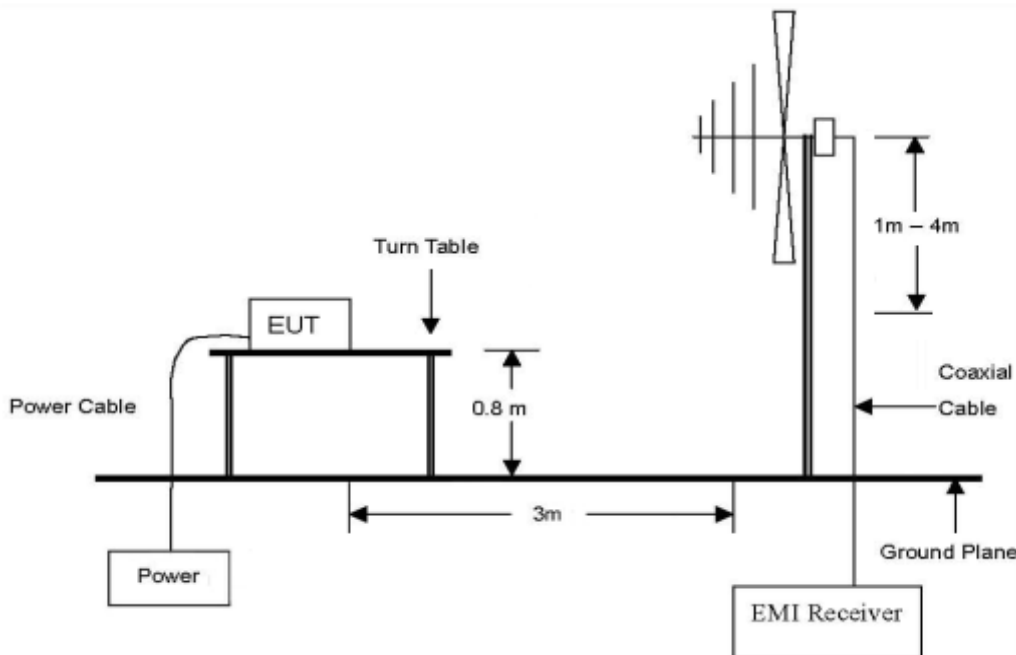 1m – 4m
Turn Table
EUT
Coaxial
Cable
Power Cable
0.8 m
3m
Ground Plane
Power
EMI Receiver